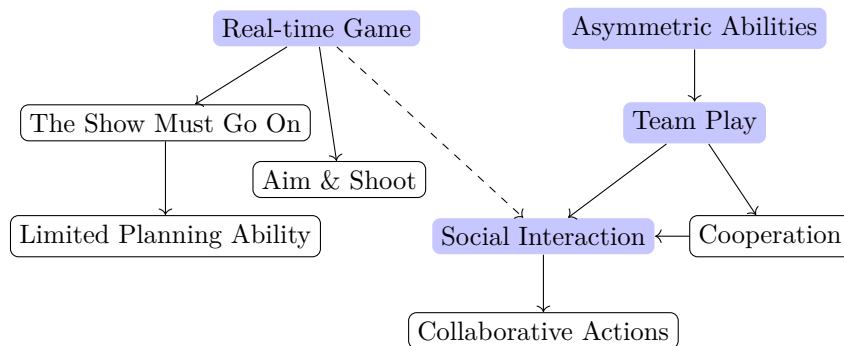 Real-time Game
Asymmetric Abilities
The Show Must Go On
Team Play
Aim & Shoot
Limited Planning Ability
Social Interaction
Cooperation
Collaborative Actions